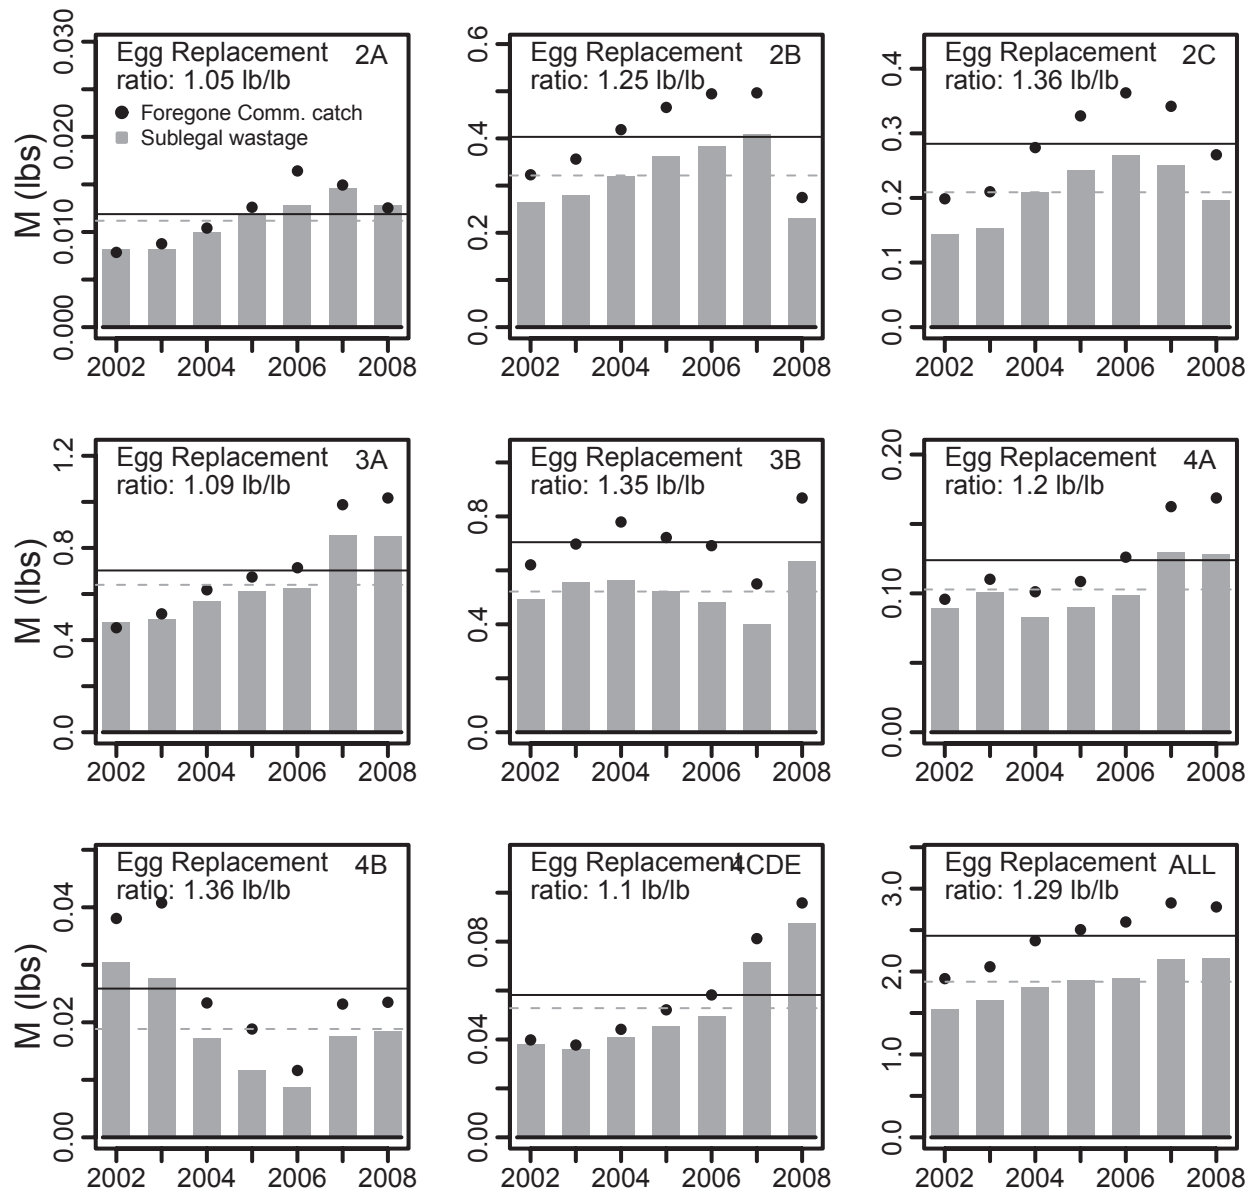 Egg Replacement 2A
ratio: 1.05 lb/lb
Foregone Comm. catch
Sublegal wastage
M (lbs)
0.030
0.020
0.010
0.000
2002 2004 2006 2008
Egg Replacement 2B
ratio: 1.25 lb/lb
0.6
0.4
0.2
0.0
2002 2004 2006 2008
Egg Replacement 2C
ratio: 1.36 lb/lb
0.4
0.3
0.2
0.1
0.0
2002 2004 2006 2008
Egg Replacement 3A
ratio: 1.09 lb/lb
M (lbs)
1.2
0.8
0.4
0.0
2002 2004 2006 2008
Egg Replacement 3B
ratio: 1.35 lb/lb
0.8
0.4
0.0
2002 2004 2006 2008
Egg Replacement 4A
ratio: 1.2 lb/lb
0.20
0.10
0.00
2002 2004 2006 2008
Egg Replacement 4B
ratio: 1.36 lb/lb
M (lbs)
0.04
0.02
0.00
2002 2004 2006 2008
Egg Replacement 4CDE
ratio: 1.1 lb/lb
0.08
0.04
0.00
2002 2004 2006 2008
Egg Replacement ALL
ratio: 1.29 lb/lb
3.0
2.0
1.0
0.0
2002 2004 2006 2008